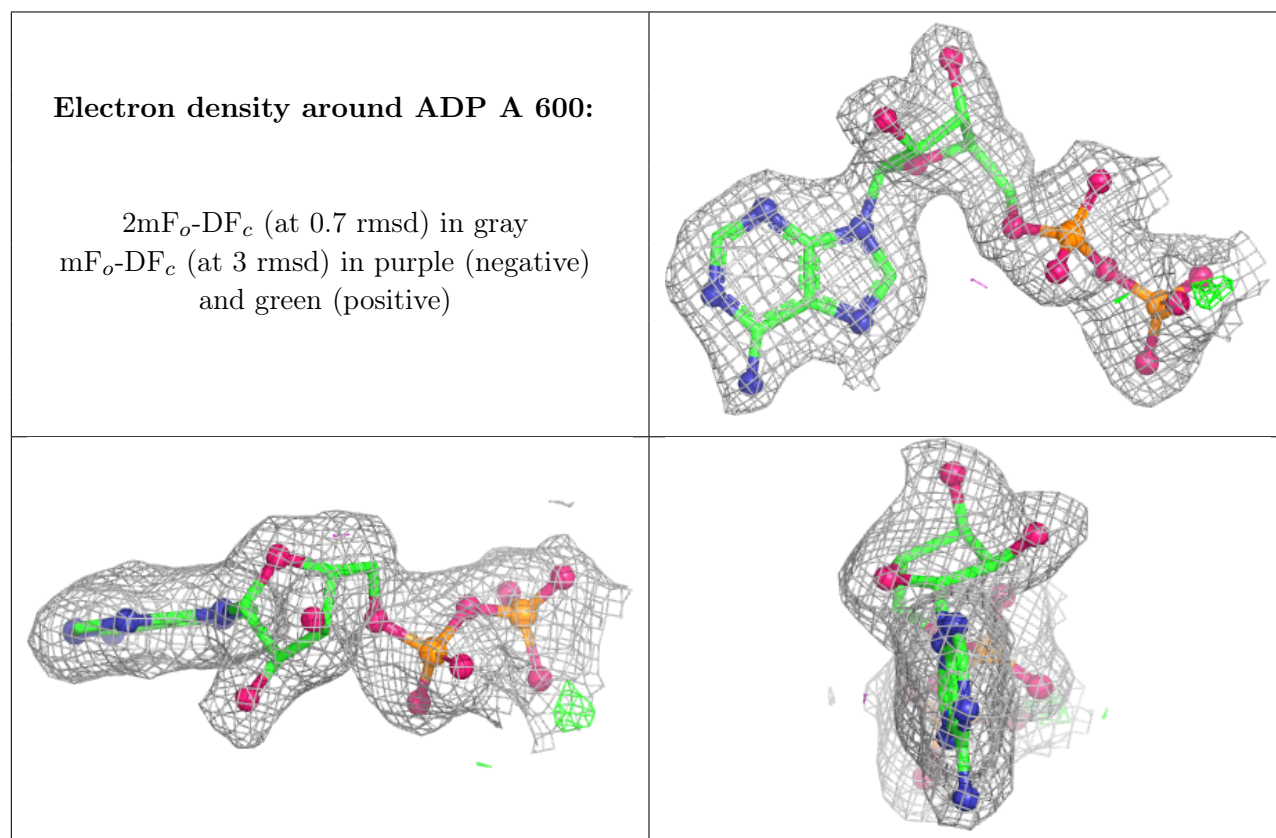 Electron density around ADP A 600:
2mFo-DFc (at 0.7 rmsd) in gray
mFo-DFc (at 3 rmsd) in purple (negative)
and green (positive)